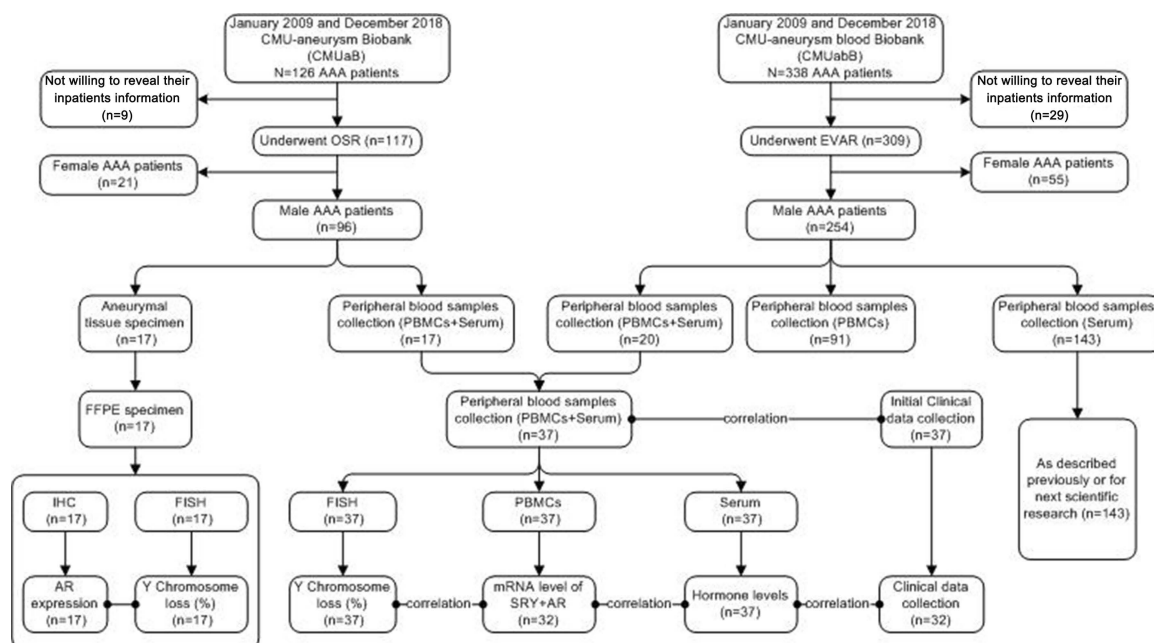 January 2009 and December 2018
CMU-aneurysm Biobank
(CMUaB)
N=126 AAA patients
January 2009 and December 2018
CMU-aneurysm blood Biobank
(CMUabB)
N=338 AAA patients
Not willing to reveal their
inpatients information
(n=9)
Not willing to reveal their
inpatients information
(n=29)
Underwent OSR (n=117)
Underwent EVAR (n=309)
Female AAA patients
(n=21)
Female AAA patients
(n=55)
Male AAA patients
(n=96)
Male AAA patients
(n=254)
Aneurymal
tissue specimen
(n=17)
Peripheral blood samples
collection (PBMCs+Serum)
(n=17)
Peripheral blood samples
collection (PBMCs+Serum)
(n=20)
Peripheral blood samples
collection (PBMCs)
(n=91)
Peripheral blood samples
collection (Serum)
(n=143)
FFPE specimen
(n=17)
Peripheral blood samples
collection (PBMCs+Serum)
(n=37)
correlation
Initial Clinical
data collection
(n=37)
As described
previously or for
next scientific
research (n=143)
IHC
(n=17)
FISH
(n=17)
FISH
(n=37)
PBMCs
(n=37)
Serum
(n=37)
AR
expression
(n=17)
Y Chromosome
loss (%)
(n=17)
Y Chromosome
loss (%)
(n=37)
correlation
mRNA level of
SRY+AR
(n=32)
correlation
Hormone levels
(n=37)
correlation
Clinical data
collection
(n=32)